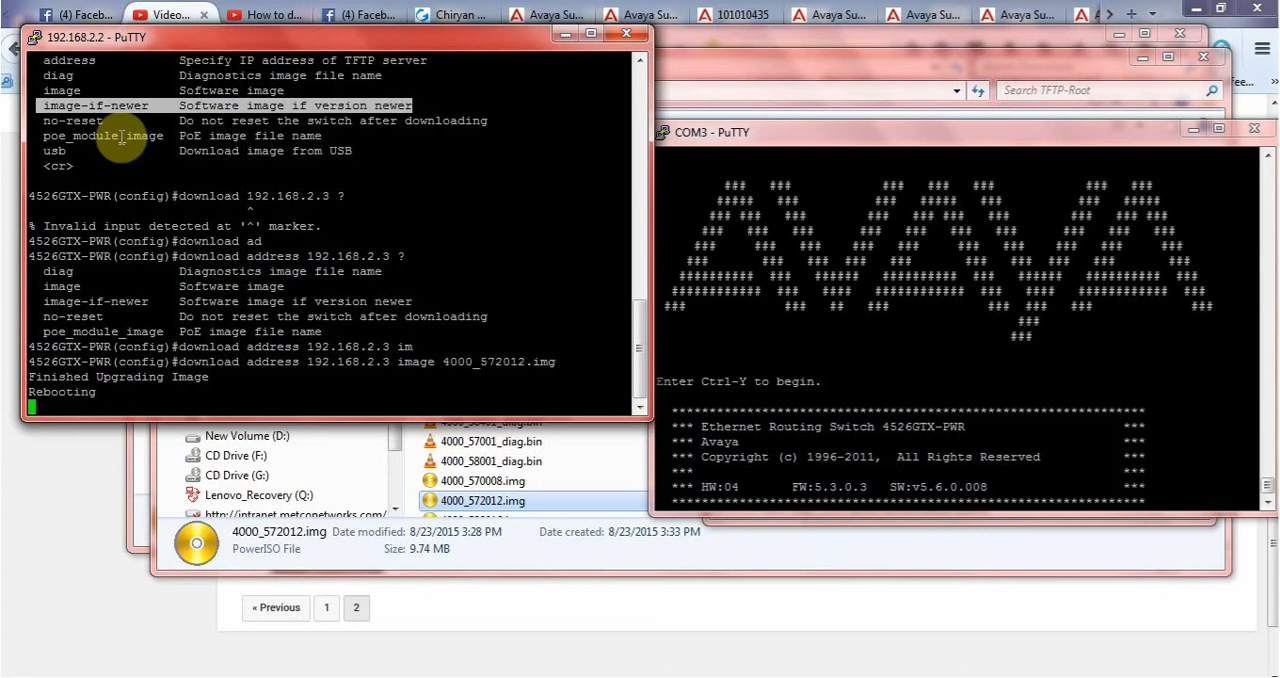 (4) Faceb...
Video...
How to d...
(4) Faceb...
Chiryan ...
Avaya Su...
Avaya Su...
101010435
Avaya Su...
Avaya Su...
Avaya Su...
192.168.2.2 - PuTTY
address Specify IP address of TFTP server
diag Diagnostics image file name
image Software image
image-if-newer Software image if version newer
no-reset Do not reset the switch after downloading
poe_module_image PoE image file name
usb Download image from USB
<cr>
4526GTX-PWR(config)#download 192.168.2.3 ?
^
% Invalid input detected at '^' marker.
4526GTX-PWR(config)#download ad
4526GTX-PWR(config)#download address 192.168.2.3 ?
diag Diagnostics image file name
image Software image
image-if-newer Software image if version newer
no-reset Do not reset the switch after downloading
poe_module_image PoE image file name
4526GTX-PWR(config)#download address 192.168.2.3 im
4526GTX-PWR(config)#download address 192.168.2.3 image 4000_572012.img
Finished Upgrading Image
Rebooting
Search TFTP-Root
COM3 - PuTTY
AVAYA
Enter Ctrl-Y to begin.
***********************************************************
*** Ethernet Routing Switch 4526GTX-PWR ***
*** Avaya ***
*** Copyright (c) 1996-2011, All Rights Reserved ***
*** ***
*** HW:04 FW:5.3.0.3 SW:v5.6.0.008 ***
***********************************************************
New Volume (D:)
CD Drive (F:)
CD Drive (G:)
Lenovo_Recovery (Q:)
http://intranet.metconetworks.com/
4000_57001_diag.bin
4000_58001_diag.bin
4000_570008.img
4000_572012.img
4000_572012.img Date modified: 8/23/2015 3:28 PM Date created: 8/23/2015 3:33 PM
PowerISO File Size: 9.74 MB
« Previous 1 2